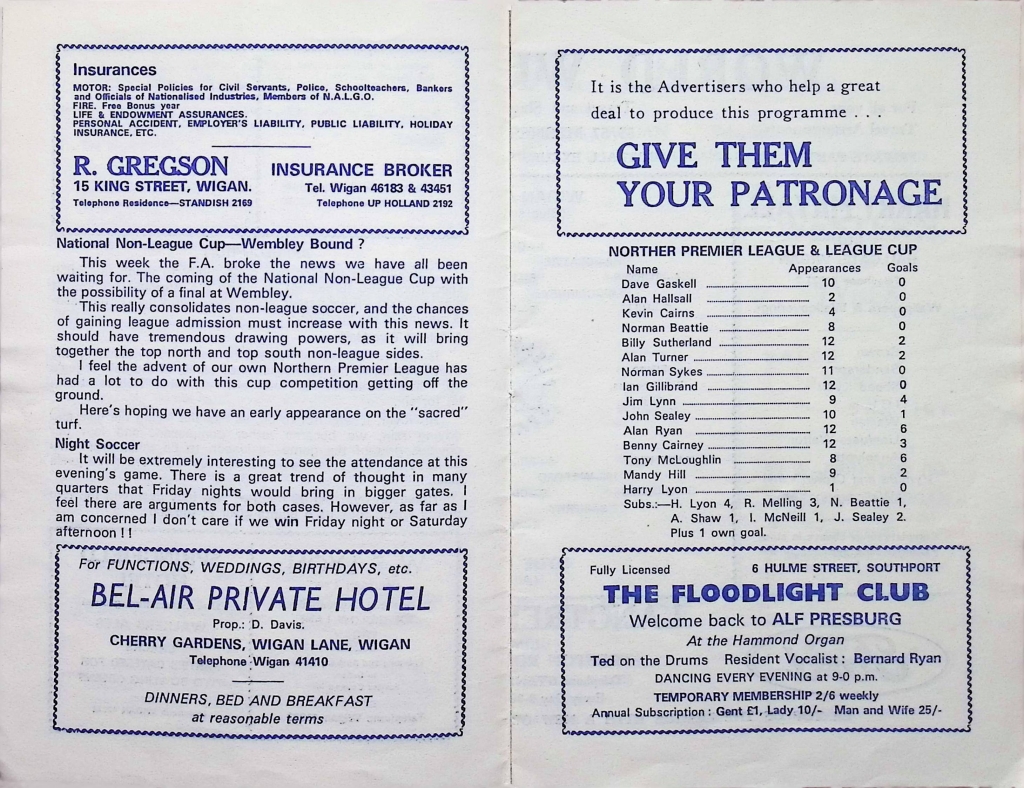 Insurances
MOTOR: Special Policies for Civil Servants, Police, Schoolteachers, Bankers
and Officials of Nationalised Industries, Members of N.A.L.G.O.
FIRE. Free Bonus year
LIFE & ENDOWMENT ASSURANCES.
PERSONAL ACCIDENT, EMPLOYER'S LIABILITY, PUBLIC LIABILITY, HOLIDAY
INSURANCE, ETC.
R. GREGSON INSURANCE BROKER
15 KING STREET, WIGAN. Tel. Wigan 46183 & 43451
Telephone Residence—STANDISH 2169 Telephone UP HOLLAND 2192
National Non-League Cup—Wembley Bound ?
This week the F.A. broke the news we have all been
waiting for. The coming of the National Non-League Cup with
the possibility of a final at Wembley.
This really consolidates non-league soccer, and the chances
of gaining league admission must increase with this news. It
should have tremendous drawing powers, as it will bring
together the top north and top south non-league sides.
I feel the advent of our own Northern Premier League has
had a lot to do with this cup competition getting off the
ground.
Here's hoping we have an early appearance on the "sacred"
turf.
Night Soccer
It will be extremely interesting to see the attendance at this
evening's game. There is a great trend of thought in many
quarters that Friday nights would bring in bigger gates. I
feel there are arguments for both cases. However, as far as I
am concerned I don't care if we win Friday night or Saturday
afternoon ! !
For FUNCTIONS, WEDDINGS, BIRTHDAYS, etc.
BEL-AIR PRIVATE HOTEL
Prop.: D. Davis.
CHERRY GARDENS, WIGAN LANE, WIGAN
Telephone Wigan 41410
DINNERS, BED AND BREAKFAST
at reasonable terms
It is the Advertisers who help a great
deal to produce this programme . . .
GIVE THEM
YOUR PATRONAGE
NORTHER PREMIER LEAGUE & LEAGUE CUP
Name Appearances Goals
Dave Gaskell 10 0
Alan Hallsall 2 0
Kevin Cairns 4 0
Norman Beattie 8 0
Billy Sutherland 12 2
Alan Turner 12 2
Norman Sykes 11 0
Ian Gillibrand 12 0
Jim Lynn 9 4
John Sealey 10 1
Alan Ryan 12 6
Benny Cairney 12 3
Tony McLoughlin 8 6
Mandy Hill 9 2
Harry Lyon 1 0
Subs.:—H. Lyon 4, R. Melling 3, N. Beattie 1,
A. Shaw 1, I. McNeill 1, J. Sealey 2.
Plus 1 own goal.
Fully Licensed 6 HULME STREET, SOUTHPORT
THE FLOODLIGHT CLUB
Welcome back to ALF PRESBURG
At the Hammond Organ
Ted on the Drums Resident Vocalist : Bernard Ryan
DANCING EVERY EVENING at 9-0 p.m.
TEMPORARY MEMBERSHIP 2/6 weekly
Annual Subscription : Gent £1, Lady 10/- Man and Wife 25/-